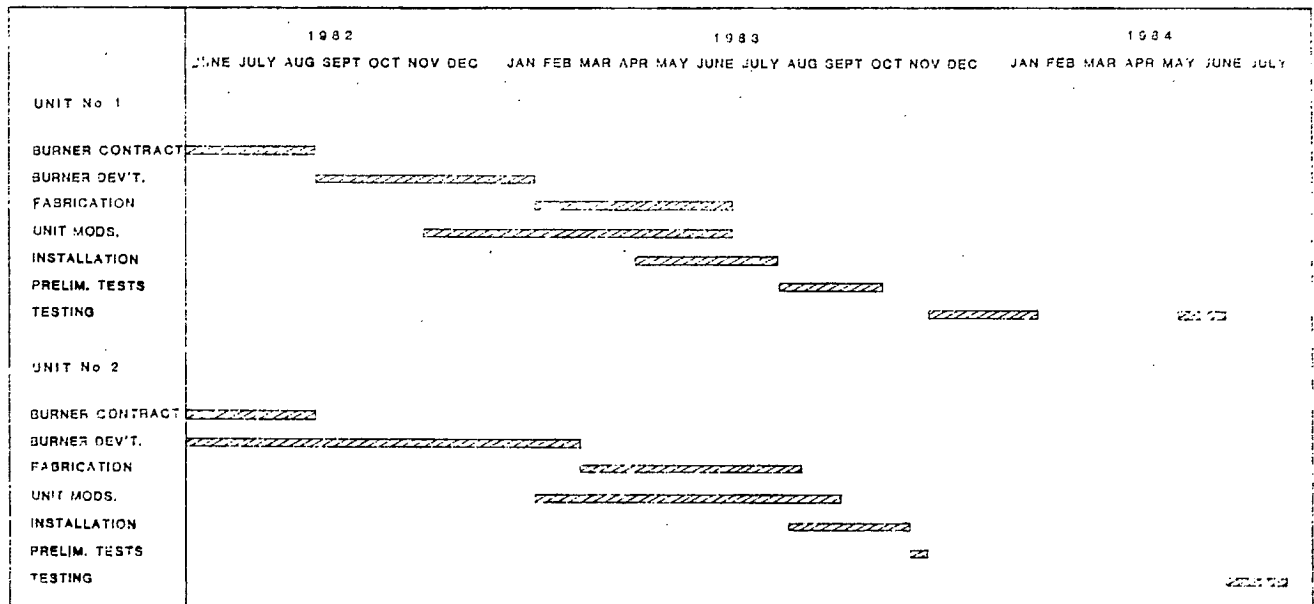 1982 1983 1984
JUNE JULY AUG SEPT OCT NOV DEC JAN FEB MAR APR MAY JUNE JULY AUG SEPT OCT NOV DEC JAN FEB MAR APR MAY JUNE JULY
UNIT No 1
BURNER CONTRACT
BURNER DEV'T.
FABRICATION
UNIT MODS.
INSTALLATION
PRELIM. TESTS
TESTING
UNIT No 2
BURNER CONTRACT
BURNER DEV'T.
FABRICATION
UNIT MODS.
INSTALLATION
PRELIM. TESTS
TESTING